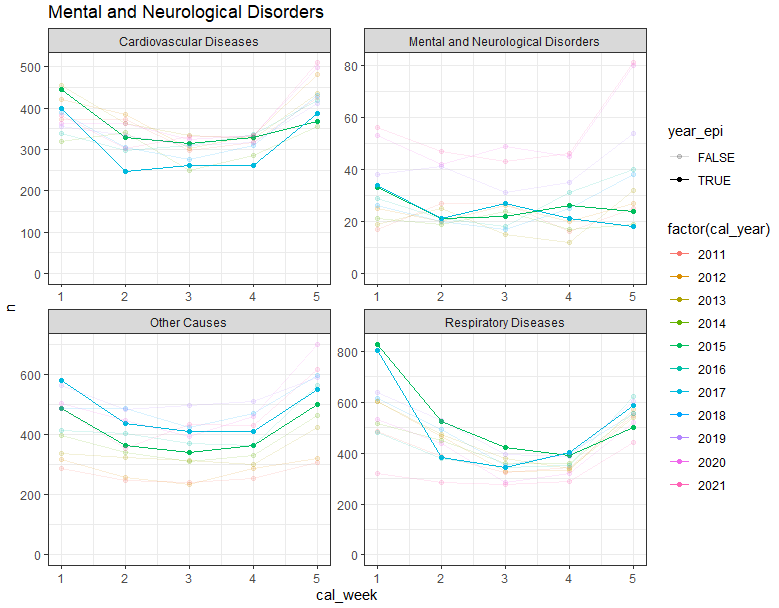 Mental and Neurological Disorders
Cardiovascular Diseases
500
400
300
200
100
0
1 2 3 4 5
Mental and Neurological Disorders
80
60
40
20
0
1 2 3 4 5
Other Causes
600
400
200
0
1 2 3 4 5
Respiratory Diseases
800
600
400
200
0
1 2 3 4 5
n
cal_week
year_epi
FALSE
TRUE
factor(cal_year)
2011
2012
2013
2014
2015
2016
2017
2018
2019
2020
2021